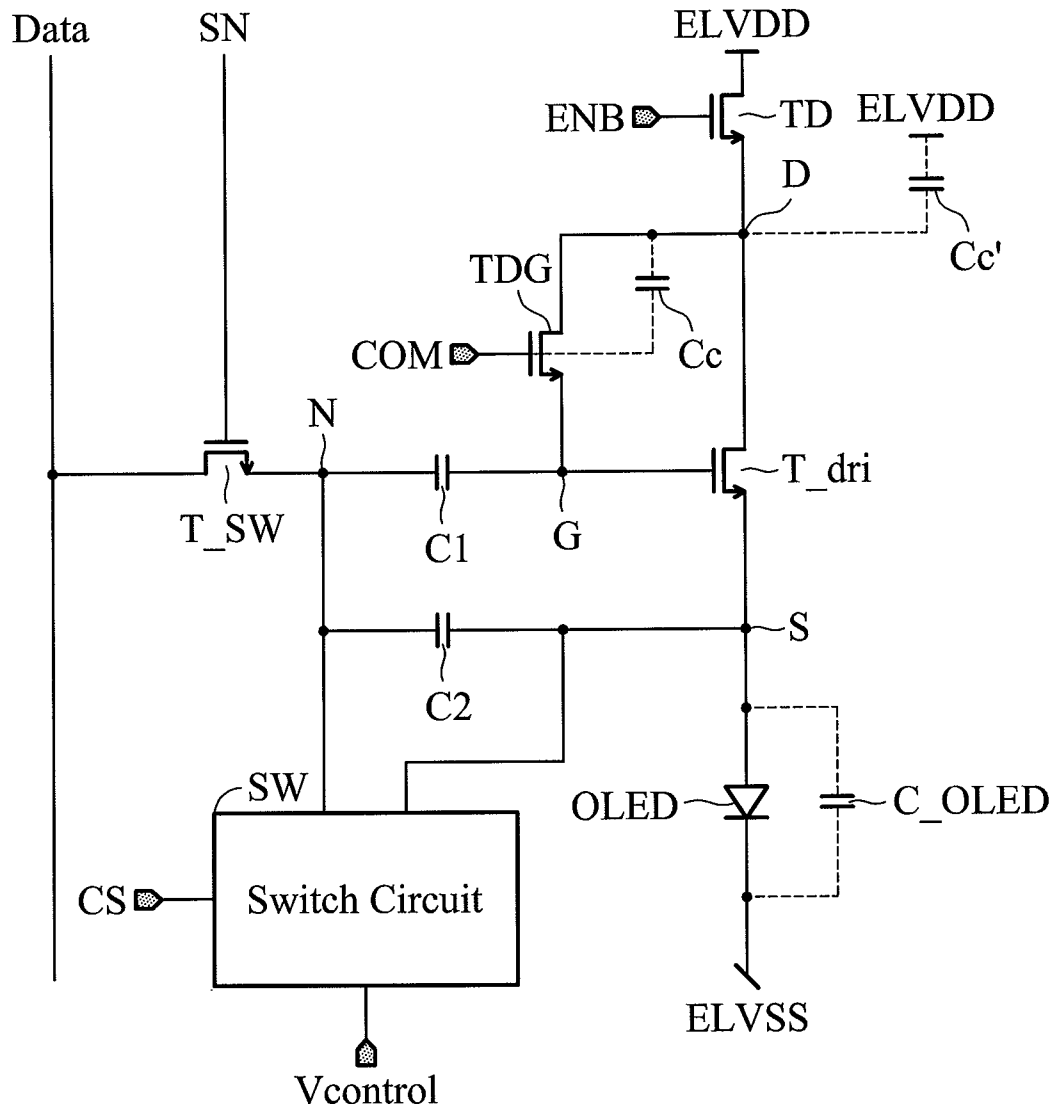 Data
SN
ELVDD
ENB
TD
ELVDD
D
Cc'
TDG
COM
Cc
N
T_SW
C1
G
T_dri
C2
S
SW
OLED
C_OLED
CS
Switch Circuit
ELVSS
Vcontrol